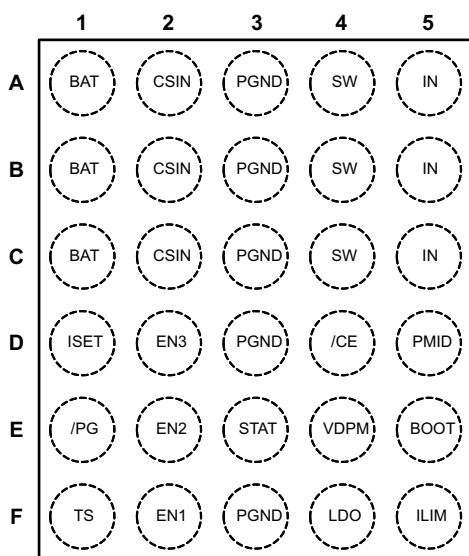 1 2 3 4 5
A BAT CSIN PGND SW IN
B BAT CSIN PGND SW IN
C BAT CSIN PGND SW IN
D ISET EN3 PGND /CE PMID
E /PG EN2 STAT VDPM BOOT
F TS EN1 PGND LDO ILIM